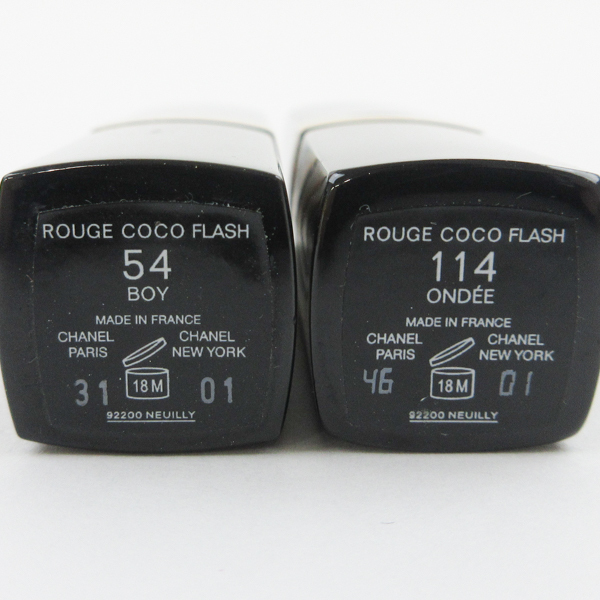 ROUGE COCO FLASH
54
BOY
MADE IN FRANCE
CHANEL CHANEL
PARIS NEW YORK
31 18M 01
92200 NEUILLY
ROUGE COCO FLASH
114
ONDÉE
MADE IN FRANCE
CHANEL CHANEL
PARIS NEW YORK
46 18M 01
92200 NEUILLY